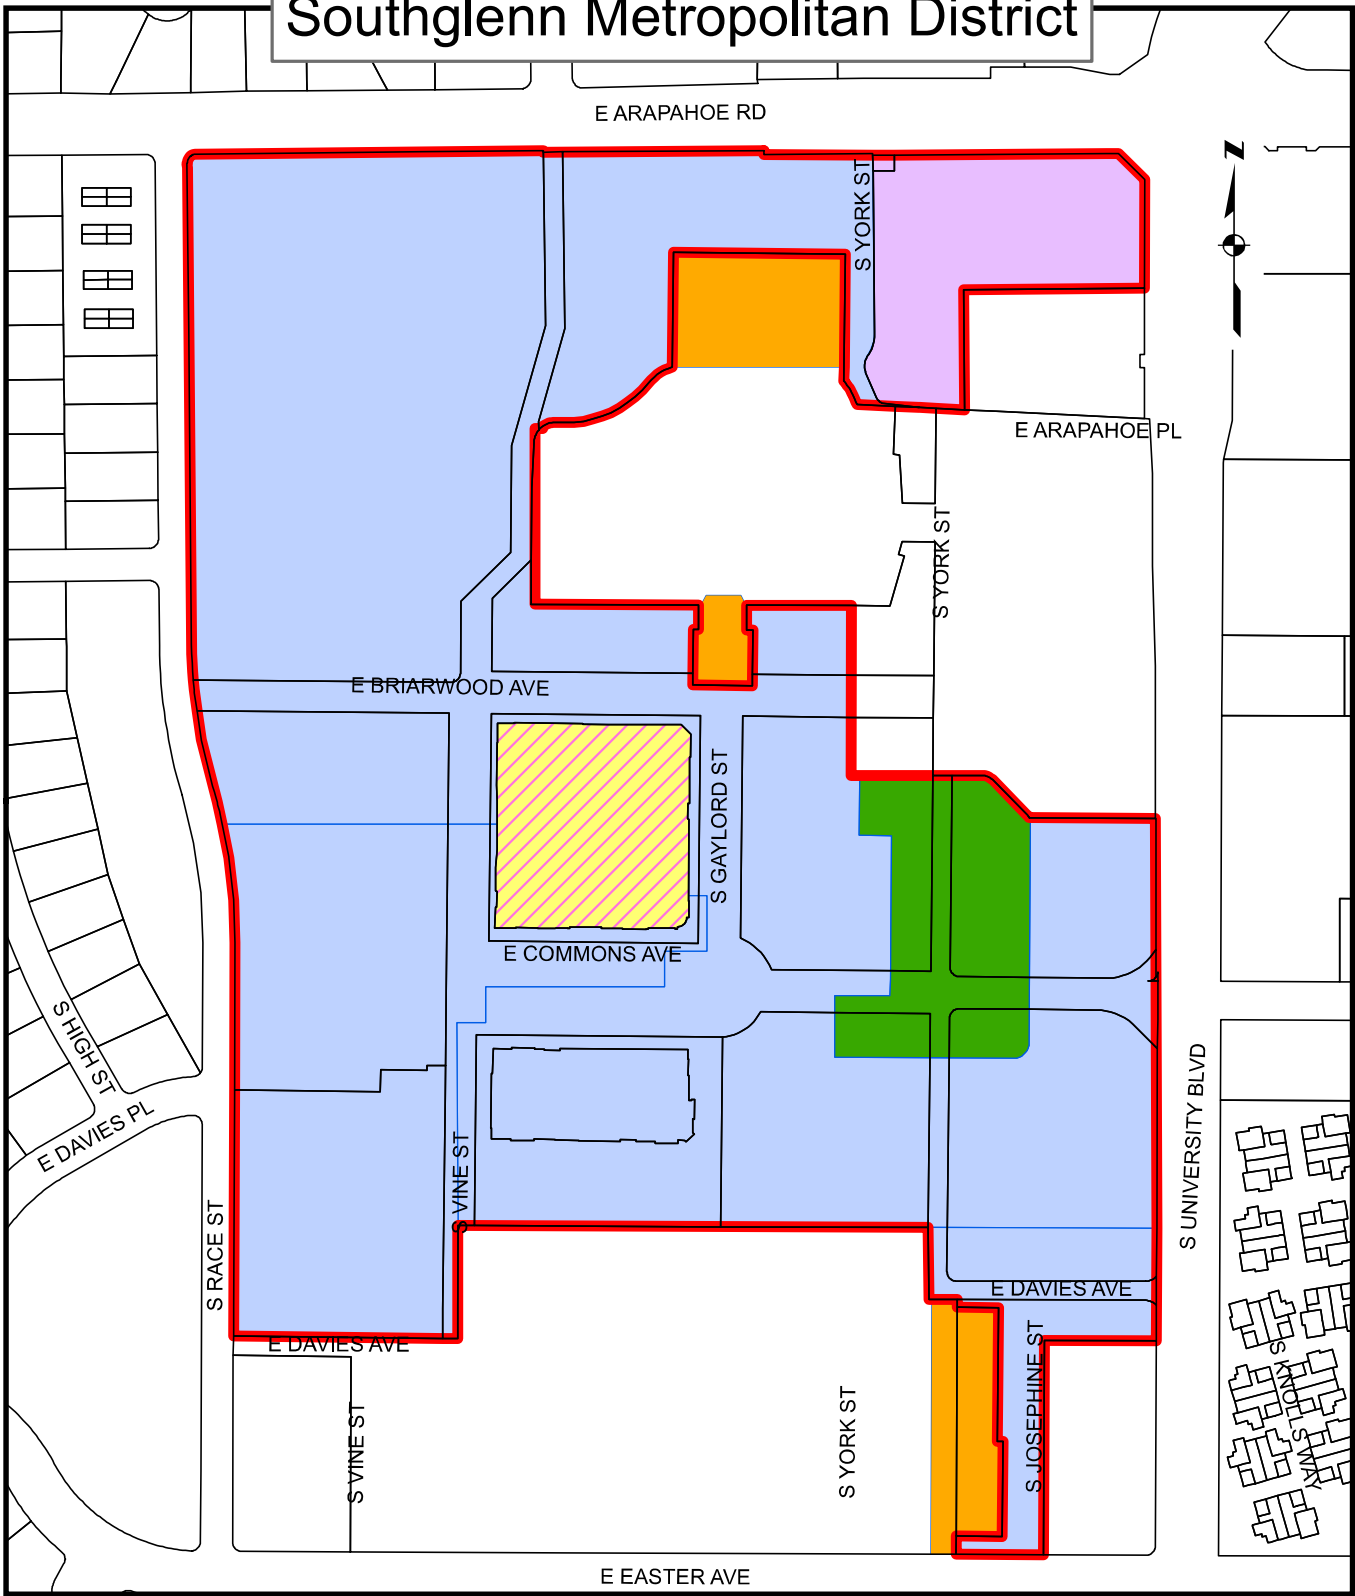 Southglenn Metropolitan District
E ARAPAHOE RD
Z
S YORK ST
E ARAPAHOE PL
S YORK ST
E BRIARWOOD AVE
S GAYLORD ST
E COMMONS AVE
S HIGH ST
E DAVIES PL
S VINE ST
S UNIVERSITY BLVD
S RACE ST
E DAVIES AVE
E DAVIES AVE
S JOSEPHINE ST
S KNOLLS WAY
S VINE ST
S YORK ST
E EASTER AVE